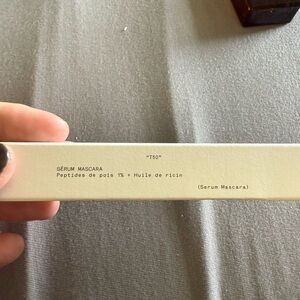 "T50"
SÉRUM MASCARA
Peptides de pois 1% + Huile de ricin
(Serum Mascara)